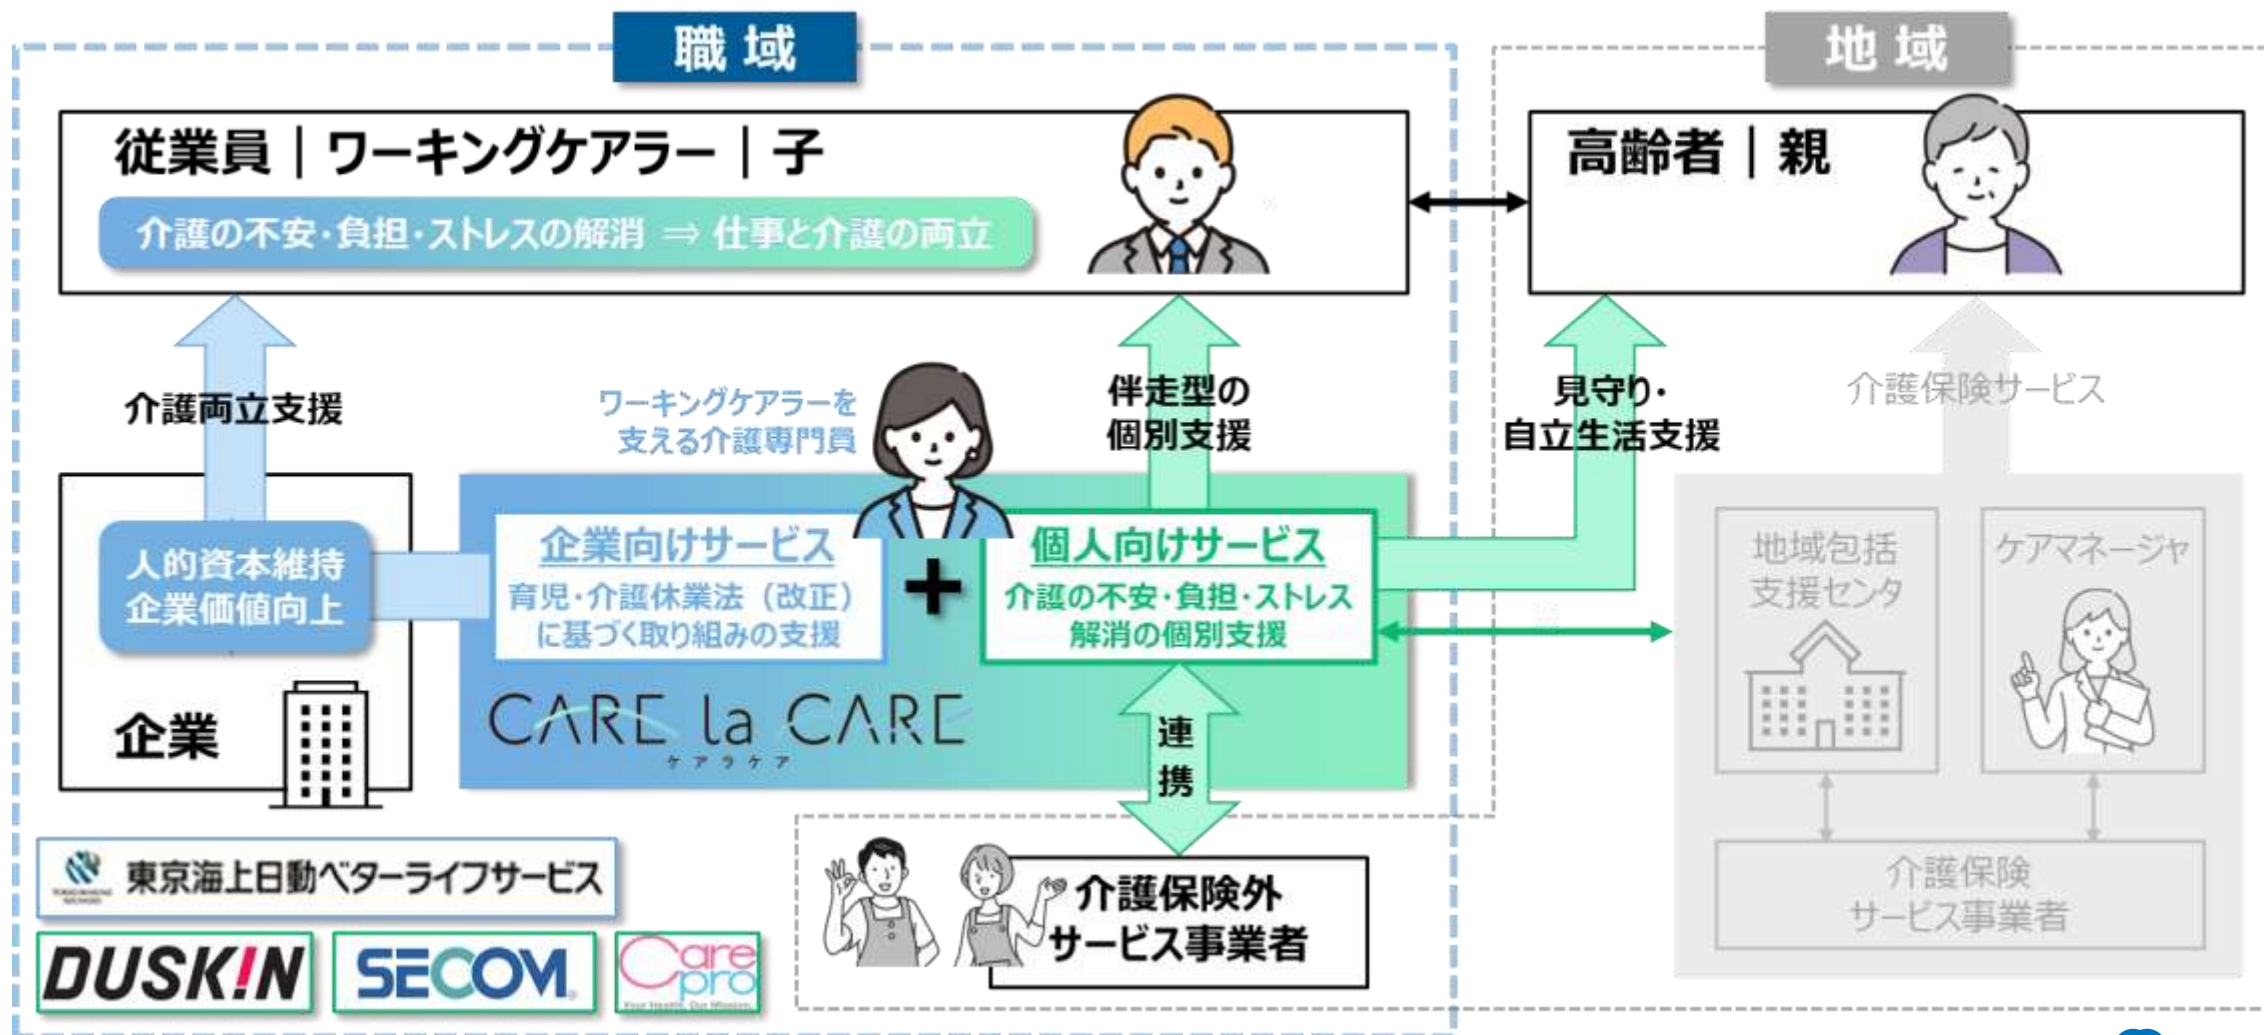 職 域
地 域
従業員｜ワーキングケアラー｜子
介護の不安・負担・ストレスの解消 ⇒ 仕事と介護の両立
高齢者｜親
介護両立支援
ワーキングケアラーを
支える介護専門員
伴走型の
個別支援
見守り・
自立生活支援
介護保険サービス
人的資本維持
企業価値向上
企業
企業向けサービス
育児・介護休業法（改正）
に基づく取り組みの支援
+
個人向けサービス
介護の不安・負担・ストレス
解消の個別支援
CARE la CARE
ケアラケア
連
携
地域包括
支援センタ
ケアマネージャ
介護保険
サービス事業者
介護保険外
サービス事業者
東京海上日動ベターライフサービス
DUSKIN
SECOM
Care
pro
Your Health, Our Mission.